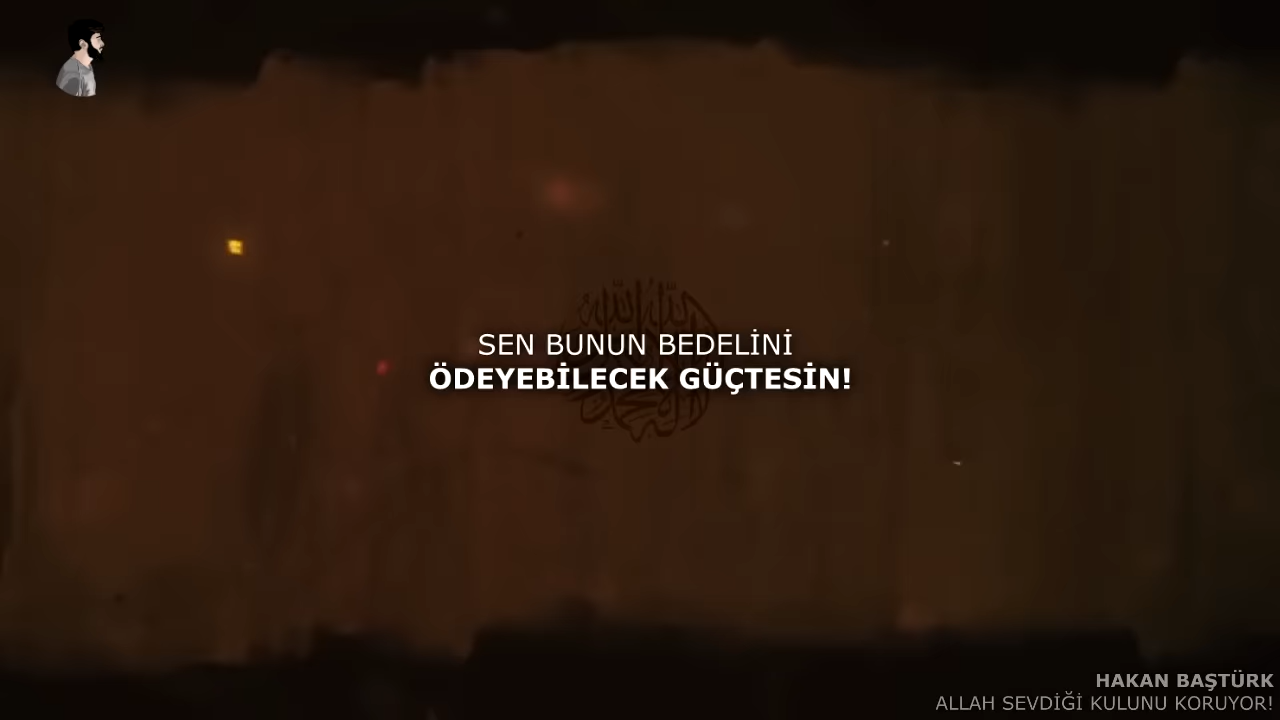 SEN BUNUN BEDELİNİ
ÖDEYEBİLECEK GÜÇTESİN!
HAKAN BAŞTÜRK
ALLAH SEVDİĞİ KULUNU KORUYOR!